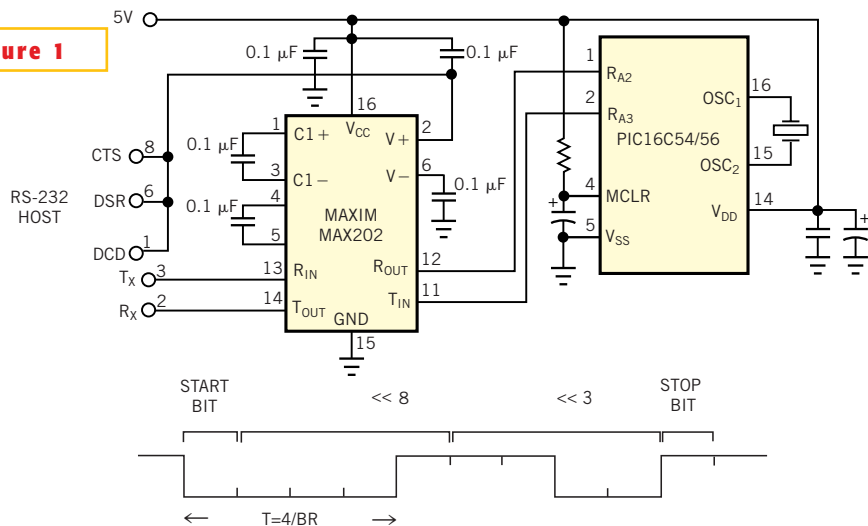 ure 1
5V
0.1 μF
0.1 μF
16
VCC
1
C1+
V+
2
0.1 μF
3
C1–
V–
6
0.1 μF
0.1 μF
4
5
MAXIM
MAX202
CTS
8
RS-232
HOST
DSR
6
DCD
1
TX
3
13
RIN
ROUT
12
RX
2
14
TOUT
TIN
11
GND
15
1
RA2
2
RA3
PIC16C54/56
OSC1
16
OSC2
15
4
MCLR
VDD
14
5
VSS
+
+
START
BIT
<< 8
<< 3
STOP
BIT
T=4/BR